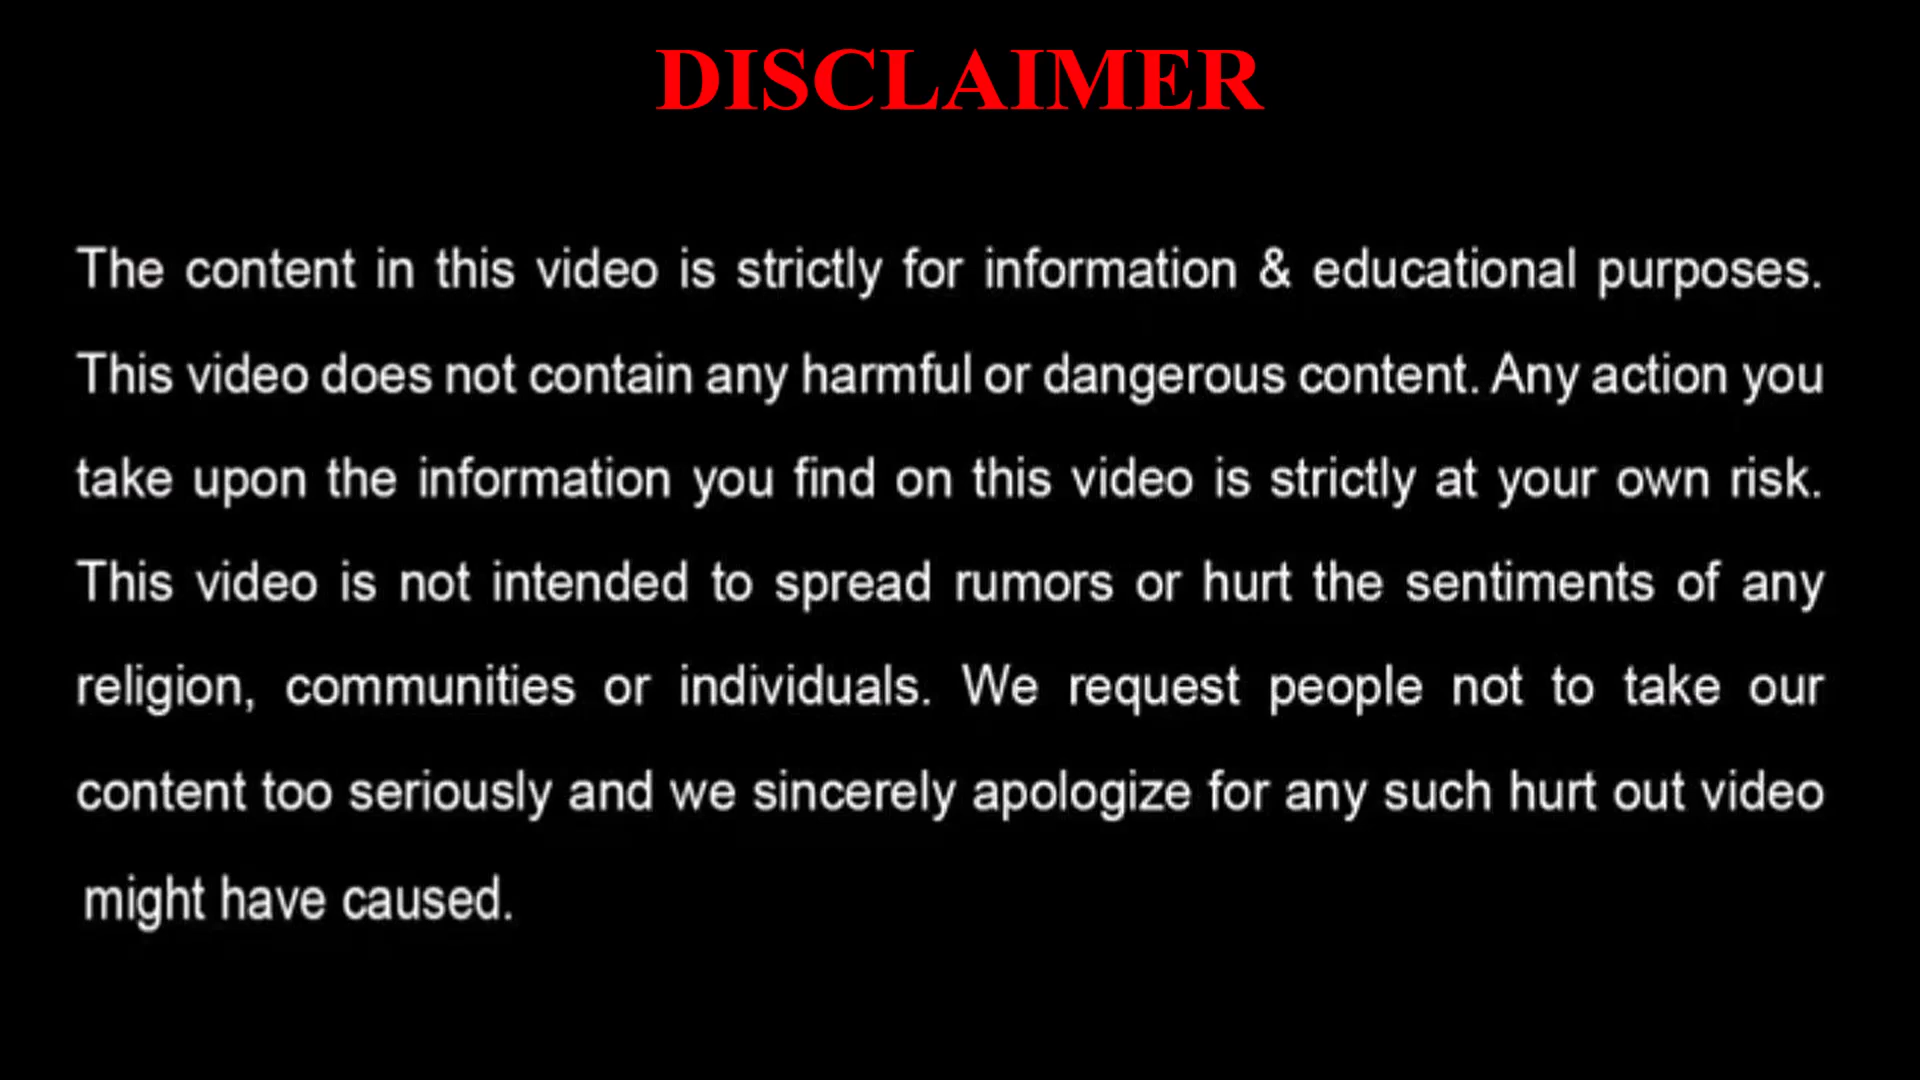 DISCLAIMER
The content in this video is strictly for information & educational purposes.
This video does not contain any harmful or dangerous content. Any action you
take upon the information you find on this video is strictly at your own risk.
This video is not intended to spread rumors or hurt the sentiments of any
religion, communities or individuals. We request people not to take our
content too seriously and we sincerely apologize for any such hurt out video
might have caused.